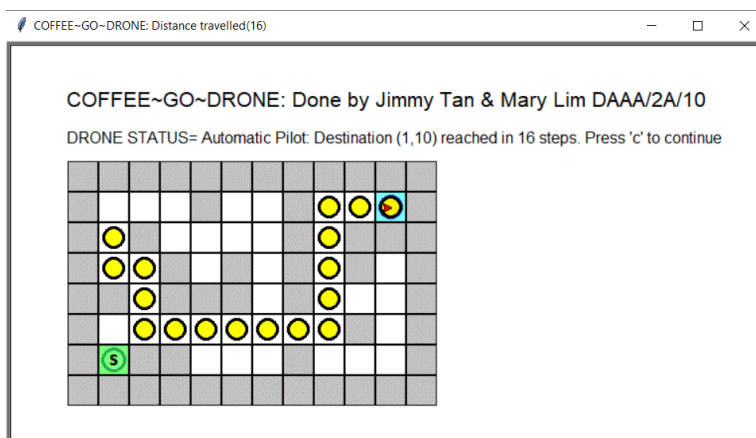 COFFEE~GO~DRONE: Distance travelled(16)
COFFEE~GO~DRONE: Done by Jimmy Tan & Mary Lim DAAA/2A/10
DRONE STATUS= Automatic Pilot: Destination (1,10) reached in 16 steps. Press 'c' to continue
S